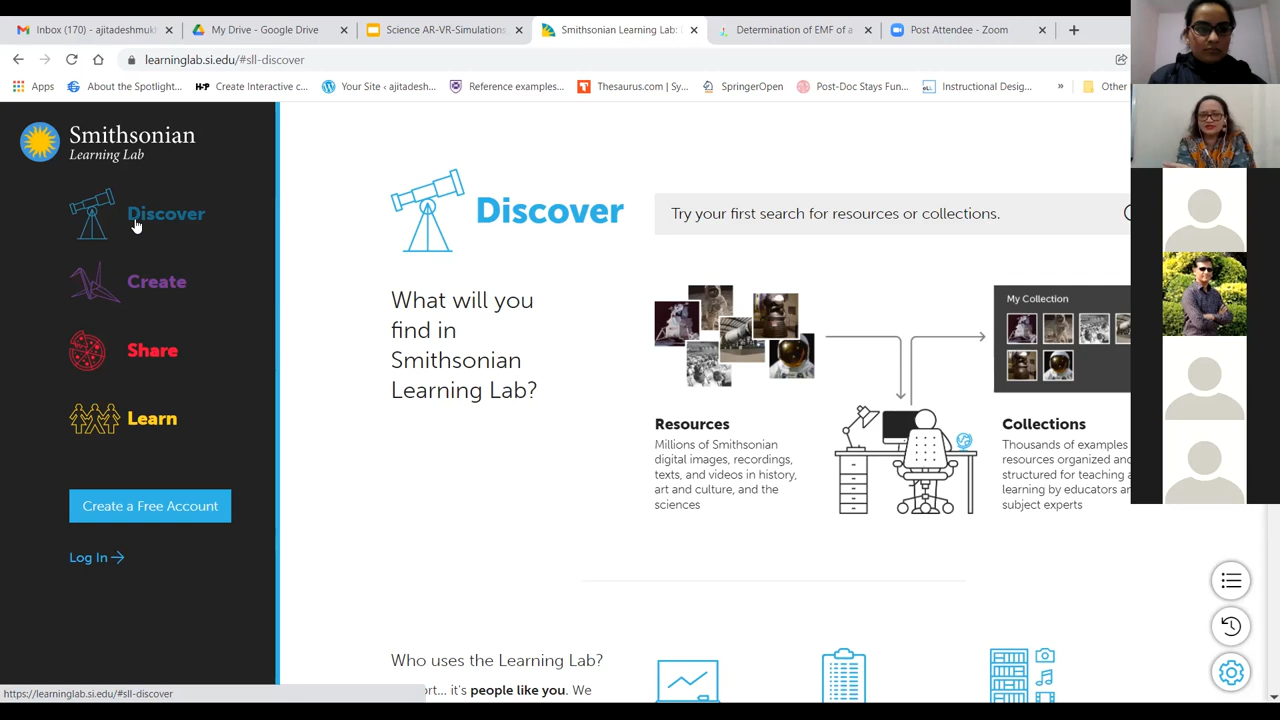 Inbox (170) - ajitadeshmukh
My Drive - Google Drive
Science AR-VR-Simulations
Smithsonian Learning Lab:
Determination of EMF of a
Post Attendee - Zoom
learninglab.si.edu/#sll-discover
Apps
About the Spotlight...
Create Interactive c...
Your Site ‹ ajitadesh...
Reference examples...
Thesaurus.com | Sy...
SpringerOpen
Post-Doc Stays Fun...
Instructional Desig...
»
Other
Smithsonian
Learning Lab
Discover
Create
Share
Learn
Create a Free Account
Log In →
Discover
Try your first search for resources or collections.
What will you
find in
Smithsonian
Learning Lab?
My Collection
Resources
Millions of Smithsonian
digital images, recordings,
texts, and videos in history,
art and culture, and the
sciences
Collections
Thousands of examples
resources organized and
structured for teaching a
learning by educators a
subject experts
Who uses the Learning Lab?
ort... it's people like you. We
https://learninglab.si.edu/#sll-discover